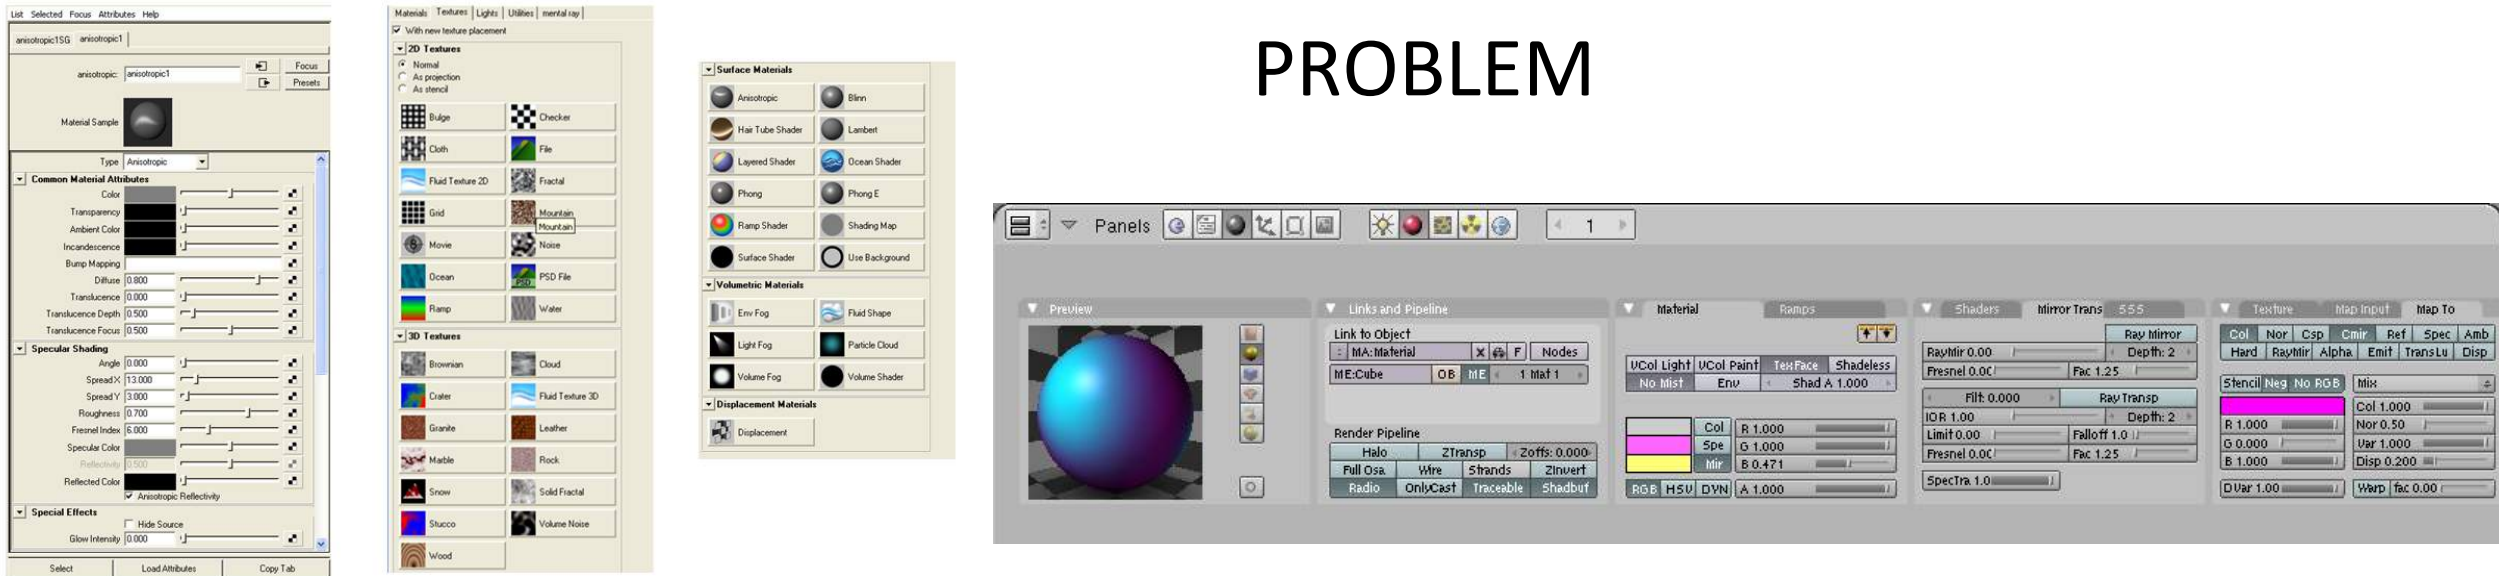 PROBLEM
List Selected Focus Attributes Help
anisotropic1SG anisotropic1
anisotropic: anisotropic1
Focus
Presets
Material Sample
Type Anisotropic
Common Material Attributes
Color
Transparency
Ambient Color
Incandescence
Bump Mapping
Diffuse 0.800
Translucence 0.000
Translucence Depth 0.500
Translucence Focus 0.500
Specular Shading
Angle 0.000
Spread X 13.000
Spread Y 3.000
Roughness 0.700
Fresnel Index 6.000
Specular Color
Reflectivity 0.500
Reflected Color
Anisotropic Reflectivity
Special Effects
Hide Source
Glow Intensity 0.000
Select Load Attributes Copy Tab
Materials Textures Lights Utilities mental ray
With new texture placement
2D Textures
Normal
As projection
As stencil
Bulge Checker
Cloth File
Fluid Texture 2D Fractal
Grid Mountain
Mountain
Movie Noise
Ocean PSD File
Ramp Water
3D Textures
Brownian Cloud
Crater Fluid Texture 3D
Granite Leather
Marble Rock
Snow Solid Fractal
Stucco Volume Noise
Wood
Surface Materials
Anisotropic Blinn
Hair Tube Shader Lambert
Layered Shader Ocean Shader
Phong Phong E
Ramp Shader Shading Map
Surface Shader Use Background
Volumetric Materials
Env Fog Fluid Shape
Light Fog Particle Cloud
Volume Fog Volume Shader
Displacement Materials
Displacement
Panels 1
Preview
Links and Pipeline
Link to Object
MA:Material X F Nodes
ME:Cube OB ME 1 Mat 1
Render Pipeline
Halo ZTransp Zoffs: 0.000
Full Osa Wire Strands ZInvert
Radio OnlyCast Traceable Shadbuf
Material Ramps
VCol Light VCol Paint TexFace Shadeless
No Mist Env Shad A 1.000
Col R 1.000
Spe G 1.000
Mir B 0.471
RGB HSV DYN A 1.000
Shaders Mirror Trans SSS
Ray Mirror
RayMir 0.00 Depth: 2
Fresnel 0.0 Fac 1.25
Filt: 0.000 Ray Transp
IOR 1.00 Depth: 2
Limit 0.00 Falloff 1.0
Fresnel 0.0 Fac 1.25
SpecTra 1.0
Texture Map Input Map To
Col Nor Csp Cmir Ref Spec Amb
Hard RayMir Alpha Emit TransLu Disp
Stencil Neg No RGB Mix
Col 1.000
R 1.000 Nor 0.50
G 0.000 Var 1.000
B 1.000 Disp 0.200
DVar 1.00 Warp fac 0.00